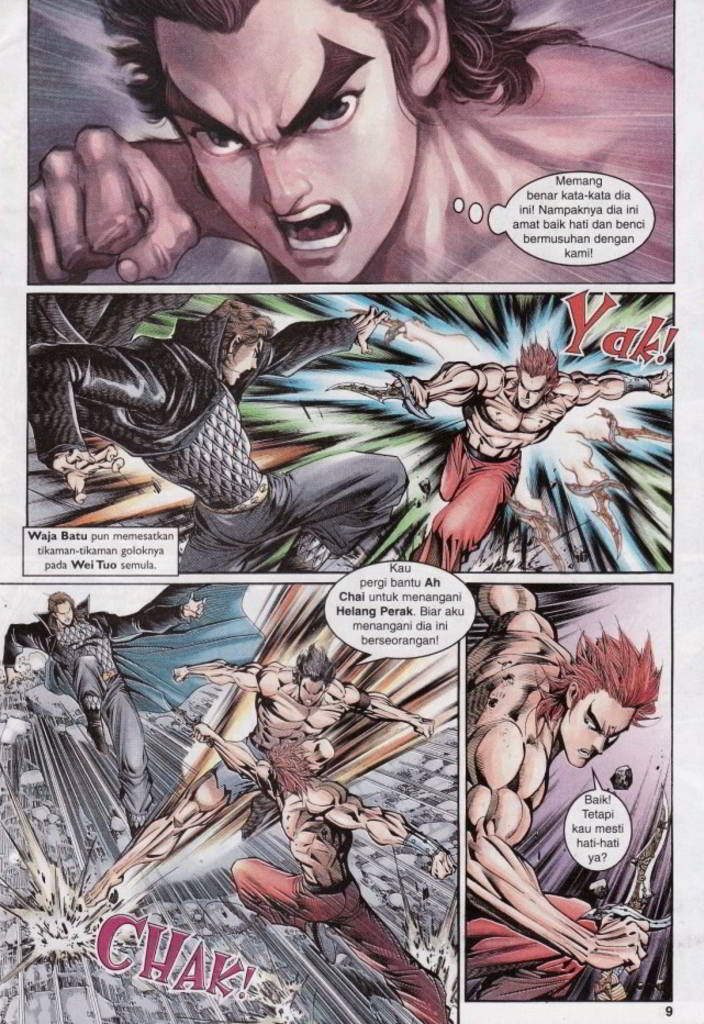 Memang
benar kata-kata dia
ini! Nampaknya dia ini
amat baik hati dan benci
bermusuhan dengan
kami!
Yak!
Waja Batu pun memesatkan
tikaman-tikaman goloknya
pada Wei Tuo semula.
Kau
pergi bantu Ah
Chai untuk menangani
Helang Perak. Biar aku
menangani dia ini
berseorangan!
CHAK!
Baik!
Tetapi
kau mesti
hati-hati
ya?
9